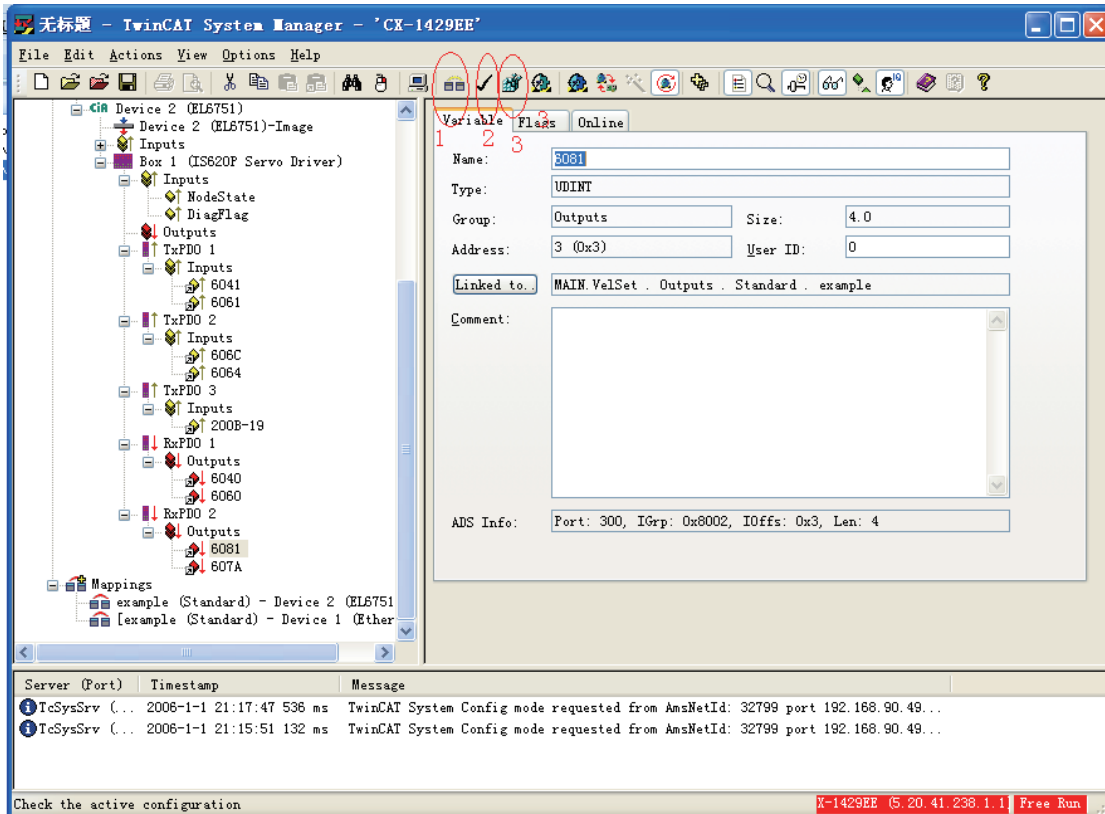 无标题 - TwinCAT System Manager - 'CX-1429EE'
File Edit Actions View Options Help
1 2 3 3
CiA Device 2 (EL6751)
Device 2 (EL6751)-Image
Inputs
Box 1 (IS620P Servo Driver)
Inputs
NodeState
DiagFlag
Outputs
TxPDO 1
Inputs
6041
6061
TxPDO 2
Inputs
606C
6064
TxPDO 3
Inputs
200B-19
RxPDO 1
Outputs
6040
6060
RxPDO 2
Outputs
6081
607A
Mappings
example (Standard) - Device 2 (EL6751
[example (Standard) - Device 1 (Ether
Variable Flags Online
Name: 6081
Type: UDINT
Group: Outputs Size: 4.0
Address: 3 (0x3) User ID: 0
Linked to.. MAIN.VelSet . Outputs . Standard . example
Comment:
ADS Info: Port: 300, IGrp: 0x8002, IOffs: 0x3, Len: 4
Server (Port) Timestamp Message
TcSysSrv (... 2006-1-1 21:17:47 536 ms TwinCAT System Config mode requested from AmsNetId: 32799 port 192.168.90.49...
TcSysSrv (... 2006-1-1 21:15:51 132 ms TwinCAT System Config mode requested from AmsNetId: 32799 port 192.168.90.49...
Check the active configuration X-1429EE (5.20.41.238.1.1 Free Run